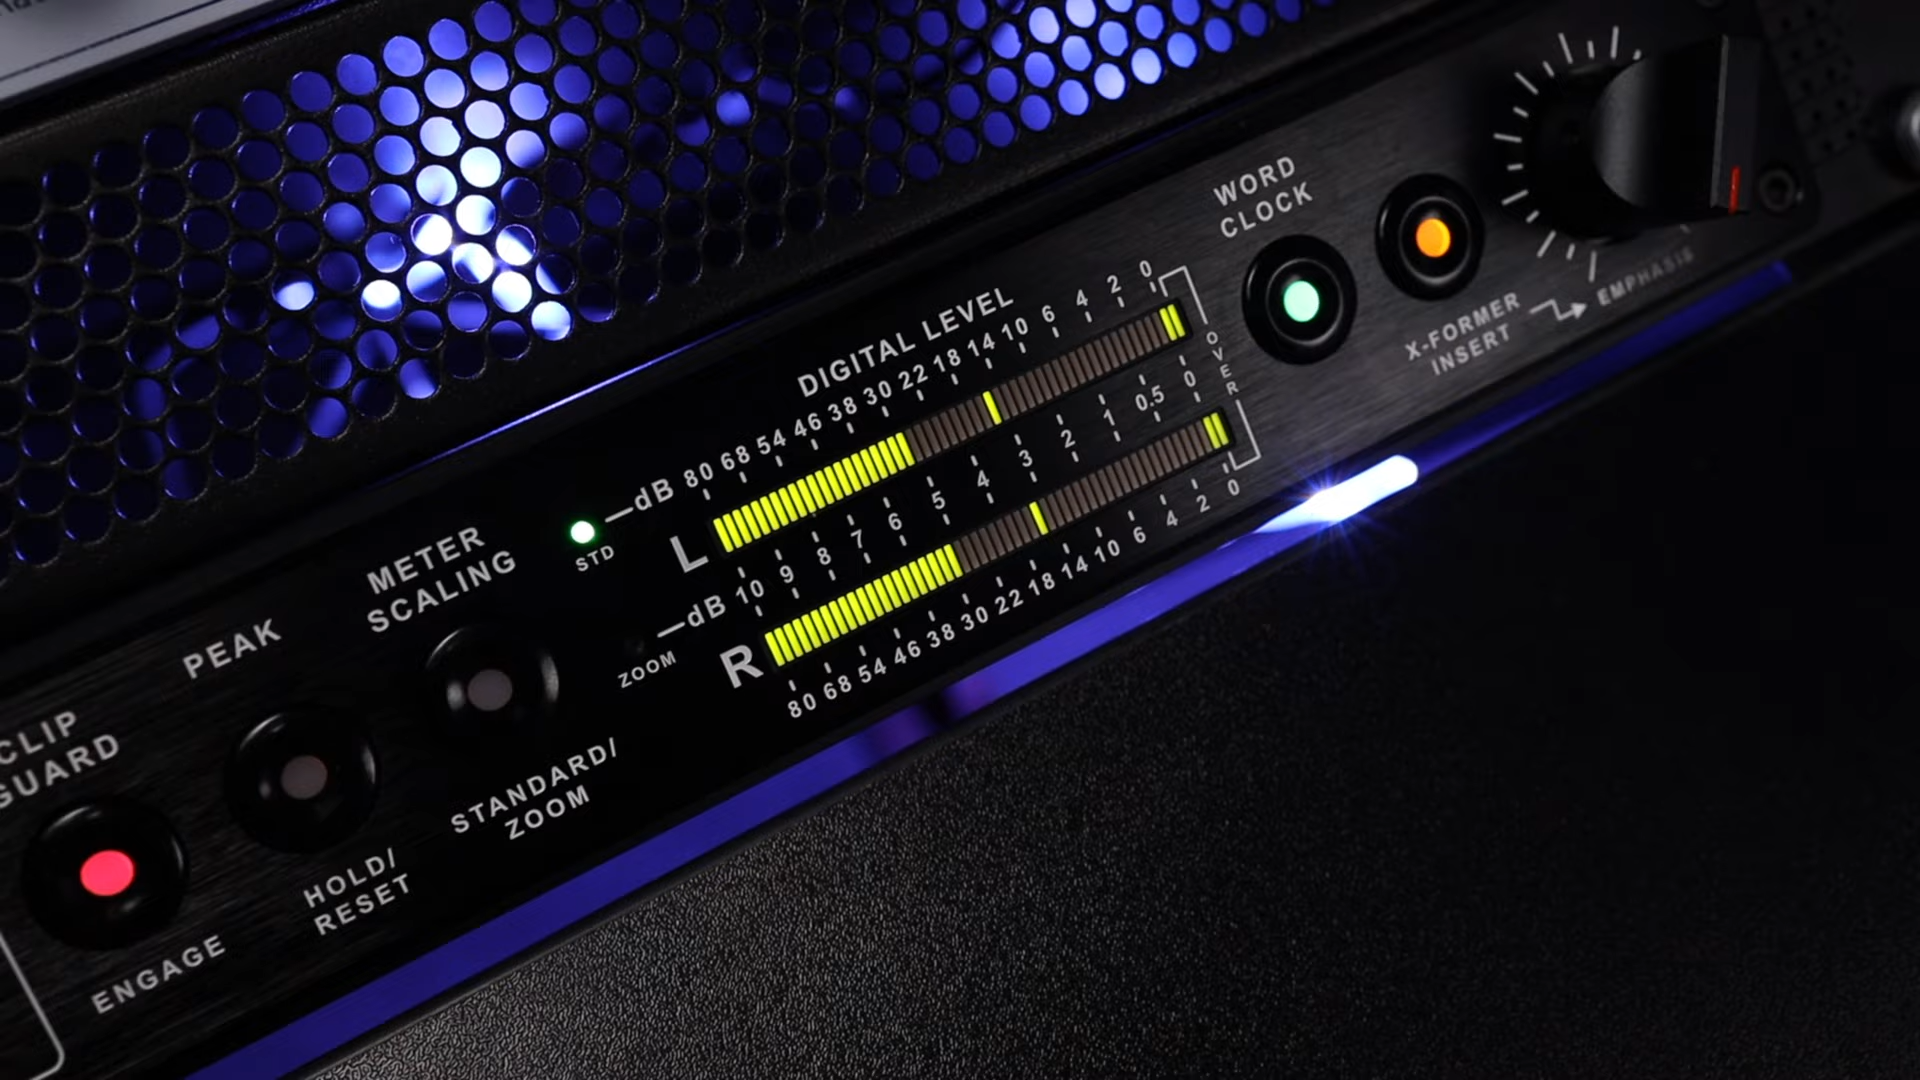 CLIP
GUARD
ENGAGE
PEAK
HOLD/
RESET
METER
SCALING
STANDARD/
ZOOM
DIGITAL LEVEL
STD
dB 80 68 54 46 38 30 22 18 14 10 6 4 2 0
L
ZOOM
dB 10 9 8 7 6 5 4 3 2 1 0.5 0
R
80 68 54 46 38 30 22 18 14 10 6 4 2 0
OVER
WORD
CLOCK
X-FORMER
INSERT
EMPHASIS